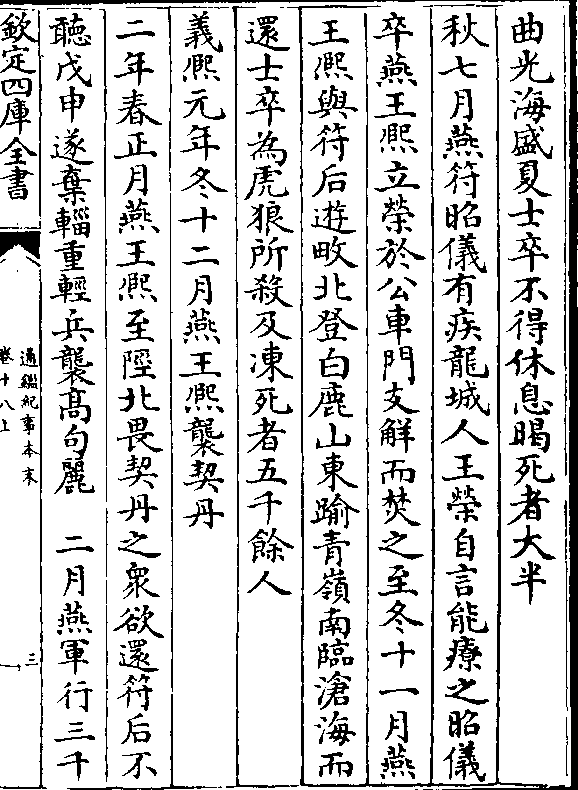 曲光海盛夏士卒不得休息暍死者大半
秋七月燕符昭儀有疾龍城人王榮自言能療之昭儀
卒燕王熈立榮於公車門支解而焚之至冬十一月燕
王熈與符后遊畋北登白鹿山東踰青嶺南臨滄海而
還士卒為虎狼所殺及凍死者五千餘人
義熈元年冬十二月燕王熈襲契丹
二年春正月燕王熈至陘北畏契丹之衆欲還符后不
聽戊申遂棄輜重輕兵襲髙句麗　二月燕軍行三千
欽定四庫全書
通鑑紀事本末
卷十八上
三